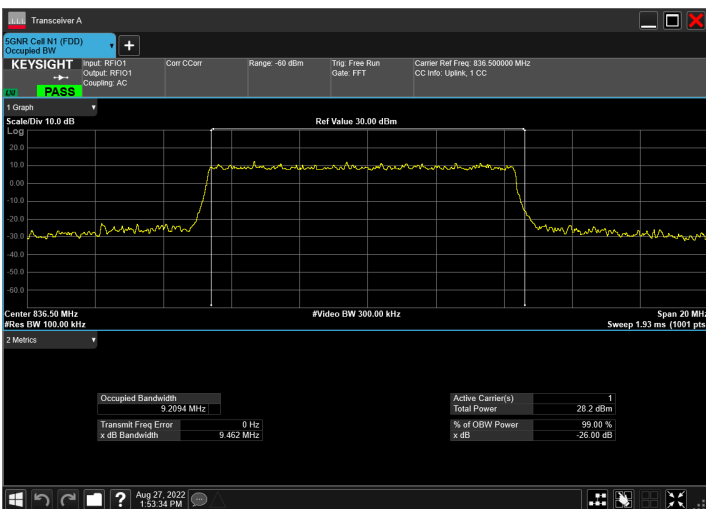 Transceiver A
5GNR Cell N1 (FDD)
Occupied BW
KEYSIGHT
LXI
PASS
Input: RFIO1
Output: RFIO1
Coupling: AC
Corr CCorr
Range: -60 dBm
Trig: Free Run
Gate: FFT
Carrier Ref Freq: 836.500000 MHz
CC Info: Uplink, 1 CC
1 Graph
Scale/Div 10.0 dB
Ref Value 30.00 dBm
Log
20.0
10.0
0.00
-10.0
-20.0
-30.0
-40.0
-50.0
-60.0
Center 836.50 MHz
#Video BW 300.00 kHz
Span 20 MHz
#Res BW 100.00 kHz
Sweep 1.93 ms (1001 pts
2 Metrics
Occupied Bandwidth
9.2094 MHz
Transmit Freq Error 0 Hz
x dB Bandwidth 9.462 MHz
Active Carrier(s) 1
Total Power 28.2 dBm
% of OBW Power 99.00 %
x dB -26.00 dB
Aug 27, 2022
1:53:34 PM